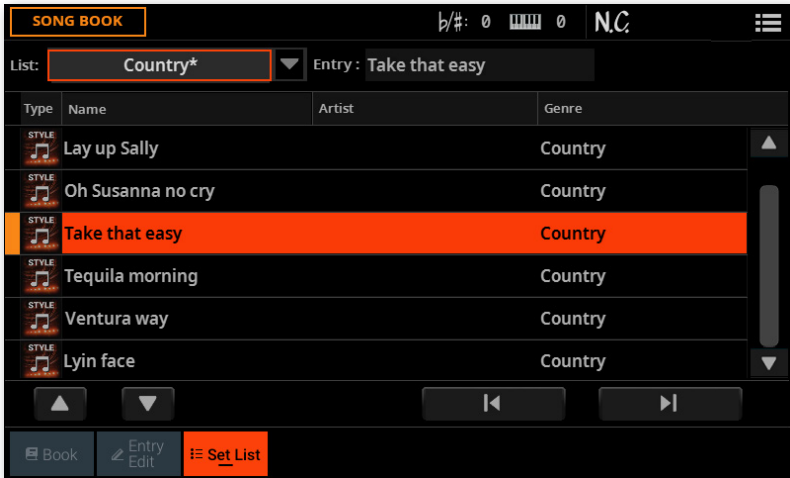 SONG BOOK ♭/♯: 0 0 N.C.
List: Country* Entry : Take that easy
Type Name Artist Genre
STYLE Lay up Sally Country
STYLE Oh Susanna no cry Country
STYLE Take that easy Country
STYLE Tequila morning Country
STYLE Ventura way Country
STYLE Lyin face Country
Book Entry Edit Set List